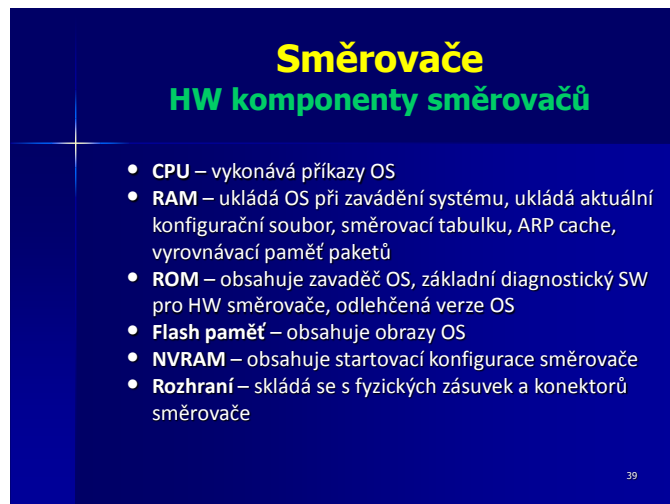 Směrovače
HW komponenty směrovačů
• CPU – vykonává příkazy OS
• RAM – ukládá OS při zavádění systému, ukládá aktuální
konfigurační soubor, směrovací tabulku, ARP cache,
vyrovnávací paměť paketů
• ROM – obsahuje zavaděč OS, základní diagnostický SW
pro HW směrovače, odlehčená verze OS
• Flash paměť – obsahuje obrazy OS
• NVRAM – obsahuje startovací konfigurace směrovače
• Rozhraní – skládá se s fyzických zásuvek a konektorů
směrovače
39